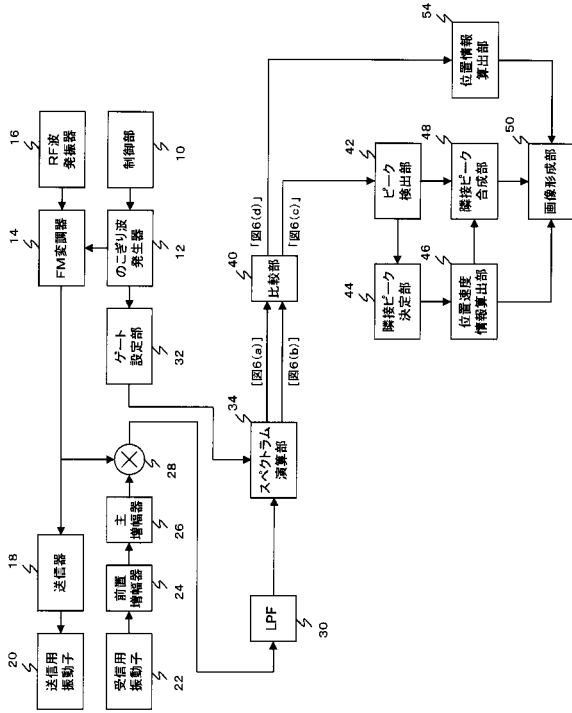 20
送信用
振動子
18
送信器
14
FM変調器
16
RF波
発振器
22
受信用
振動子
24
前置
増幅器
26
主
増幅器
28
32
ゲート
設定部
12
のこぎり波
発生器
10
制御部
30
LPF
34
スペクトラム
演算部
[図6(a)]
[図6(b)]
40
比較部
「図6(d)」
「図6(c)」
44
隣接ピーク
決定部
42
ピーク
検出部
46
位置速度
情報算出部
48
隣接ピーク
合成部
54
位置情報
算出部
50
画像形成部